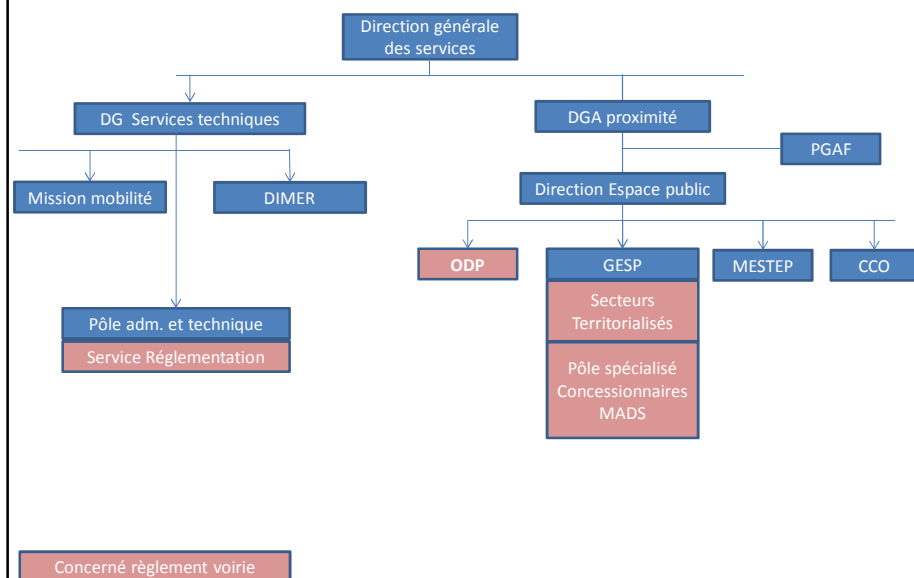 Direction générale
des services
DG Services techniques
DGA proximité
PGAF
Mission mobilité
DIMER
Direction Espace public
ODP
GESP
MESTEP
CCO
Secteurs
Territorialisés
Pôle adm. et technique
Service Réglementation
Pôle spécialisé
Concessionnaires
MADS
Concerné règlement voirie